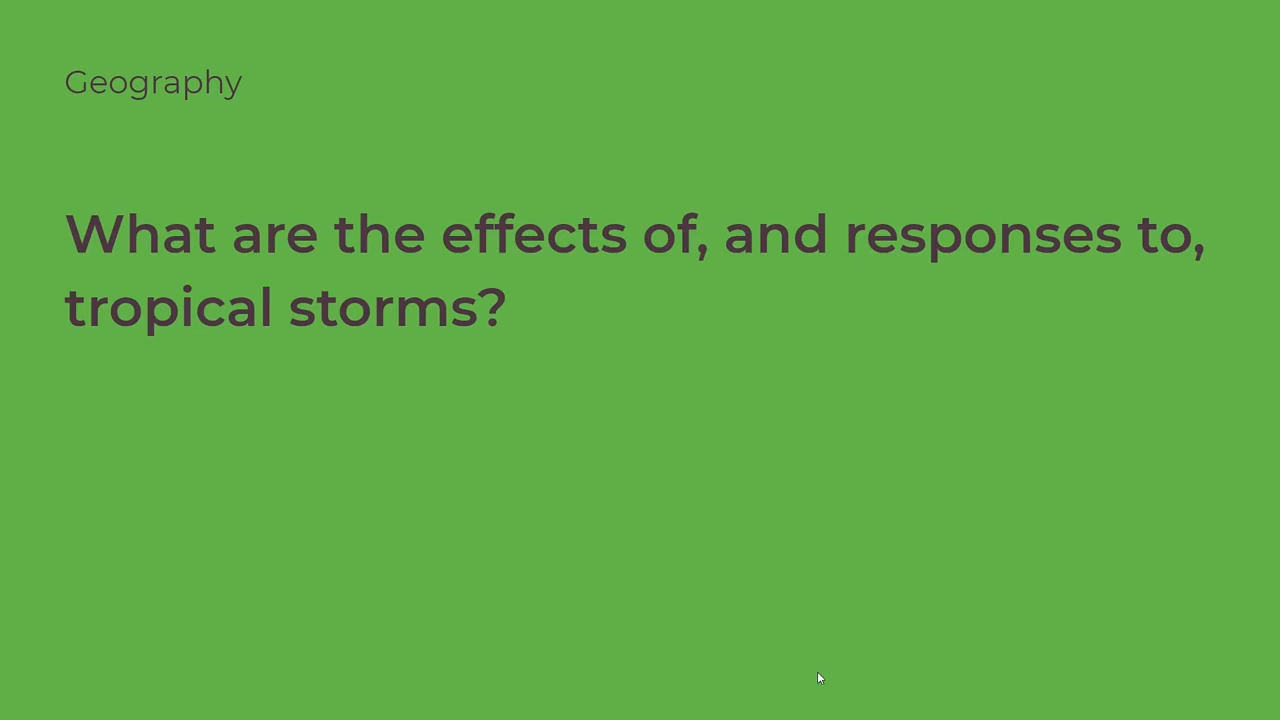 Geography
What are the effects of, and responses to,
tropical storms?